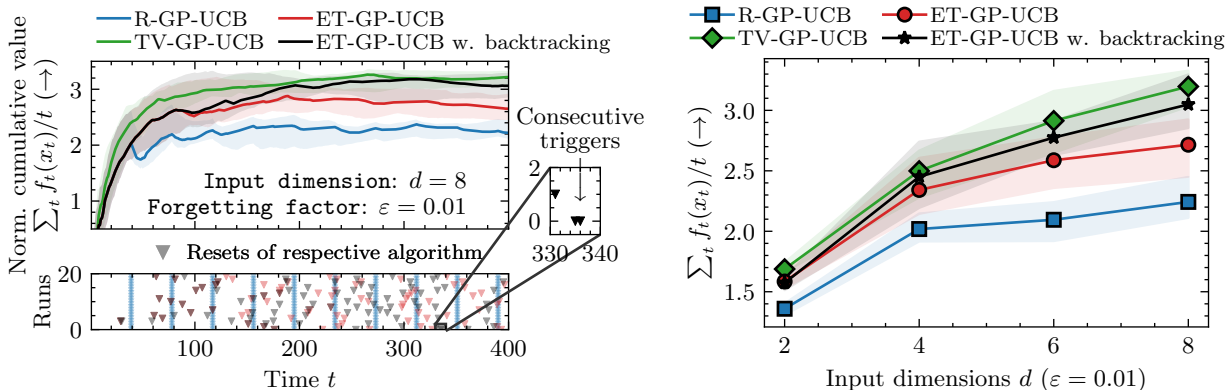 R-GP-UCB
ET-GP-UCB
TV-GP-UCB
ET-GP-UCB w. backtracking
Norm. cumulative value
∑ₜ fₜ(xₜ)/t (→)
3
2
1
Input dimension: d = 8
Forgetting factor: ε = 0.01
Consecutive
triggers
2
0
330 340
Resets of respective algorithm
Runs
20
0
100 200 300 400
Time t
R-GP-UCB
ET-GP-UCB
TV-GP-UCB
ET-GP-UCB w. backtracking
∑ₜ fₜ(xₜ)/t (→)
3.0
2.5
2.0
1.5
2 4 6 8
Input dimensions d (ε = 0.01)